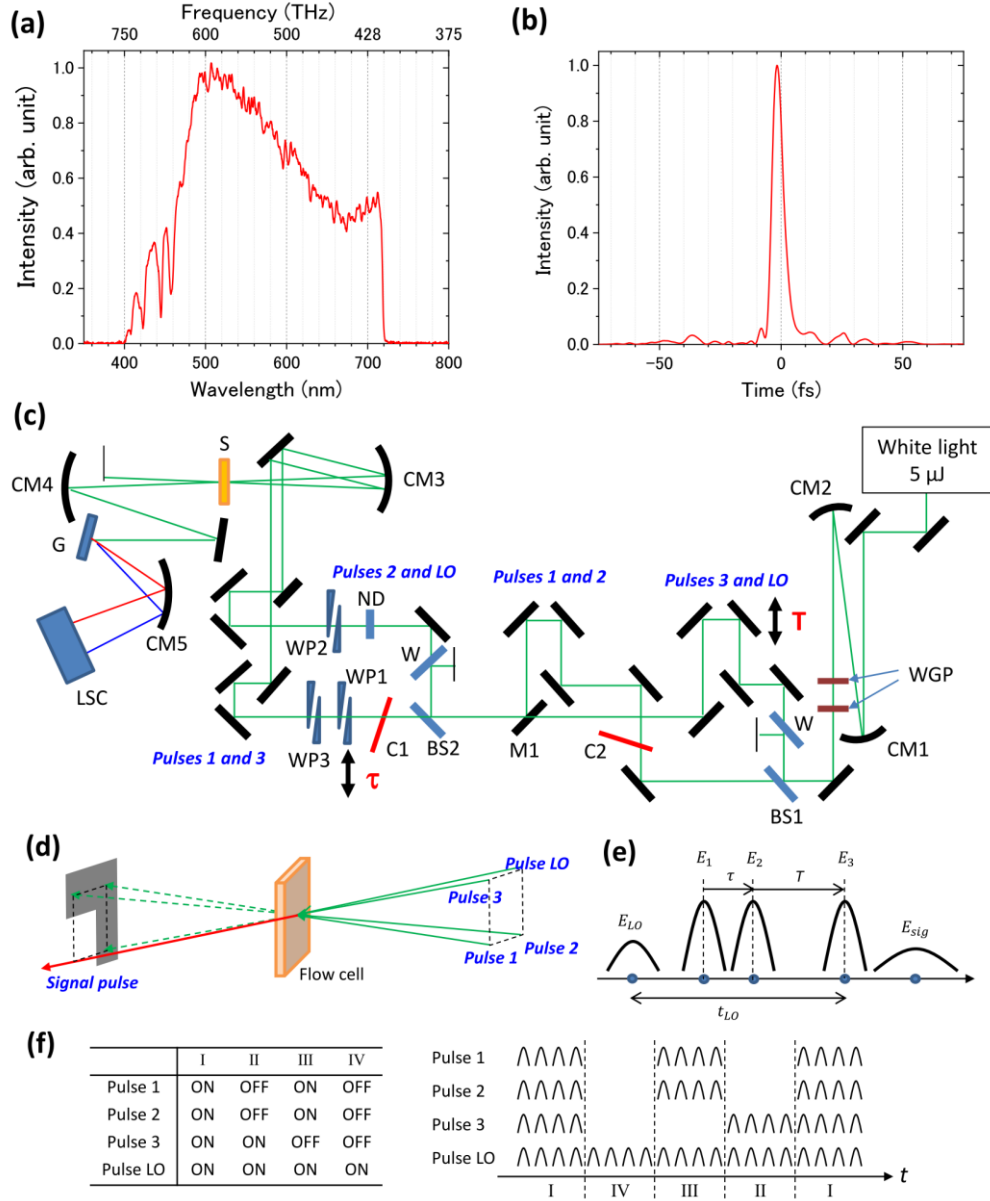 (a)
Frequency (THz)
750 600 500 428 375
1.0
0.8
0.6
0.4
0.2
0.0
Intensity (arb. unit)
400 500 600 700 800
Wavelength (nm)
(b)
1.0
0.8
0.6
0.4
0.2
0.0
Intensity (arb. unit)
−50 0 50
Time (fs)
(c)
S
CM4
CM3
G
CM5
LSC
Pulses 2 and LO
ND
WP2
W
WP1
WP3
C1
BS2
τ
Pulses 1 and 3
Pulses 1 and 2
M1
C2
Pulses 3 and LO
T
W
BS1
White light
5 μJ
CM2
WGP
CM1
(d)
Pulse LO
Pulse 3
Pulse 2
Pulse 1
Flow cell
Signal pulse
(e)
E1 E2 E3
τ T
ELO
Esig
tLO
(f)
I II III IV
Pulse 1 ON OFF ON OFF
Pulse 2 ON OFF ON OFF
Pulse 3 ON ON OFF OFF
Pulse LO ON ON ON ON
Pulse 1
Pulse 2
Pulse 3
Pulse LO
t
I IV III II I